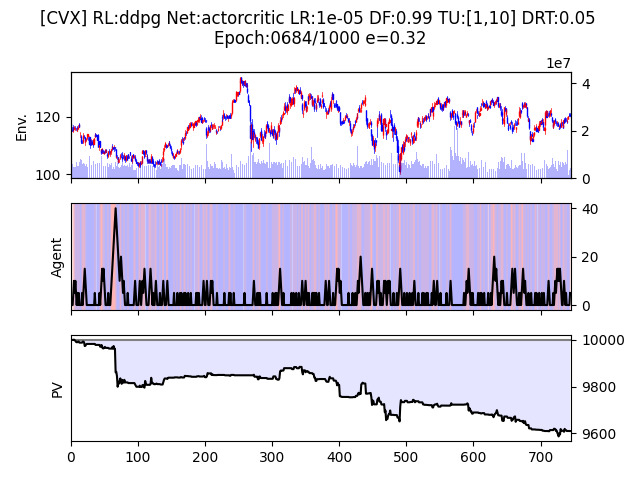 [CVX] RL:ddpg Net:actorcritic LR:1e-05 DF:0.99 TU:[1,10] DRT:0.05
Epoch:0684/1000 e=0.32
1e7
Env.
120
100
4
2
0
Agent
40
20
0
PV
10000
9800
9600
0 100 200 300 400 500 600 700